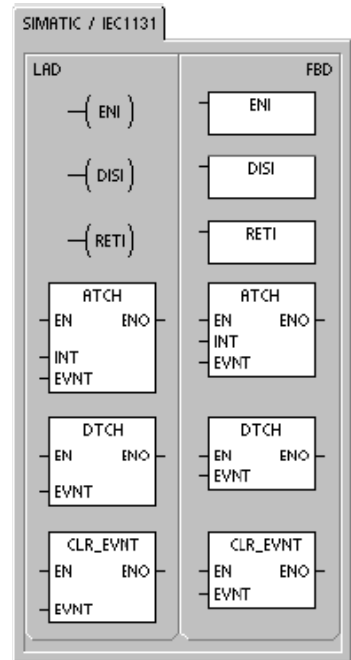 SIMATIC / IEC1131
LAD
FBD
ENI
ENI
DISI
DISI
RETI
RETI
ATCH
EN ENO
INT
EVNT
ATCH
EN ENO
INT
EVNT
DTCH
EN ENO
EVNT
DTCH
EN ENO
EVNT
CLR_EVNT
EN ENO
EVNT
CLR_EVNT
EN ENO
EVNT